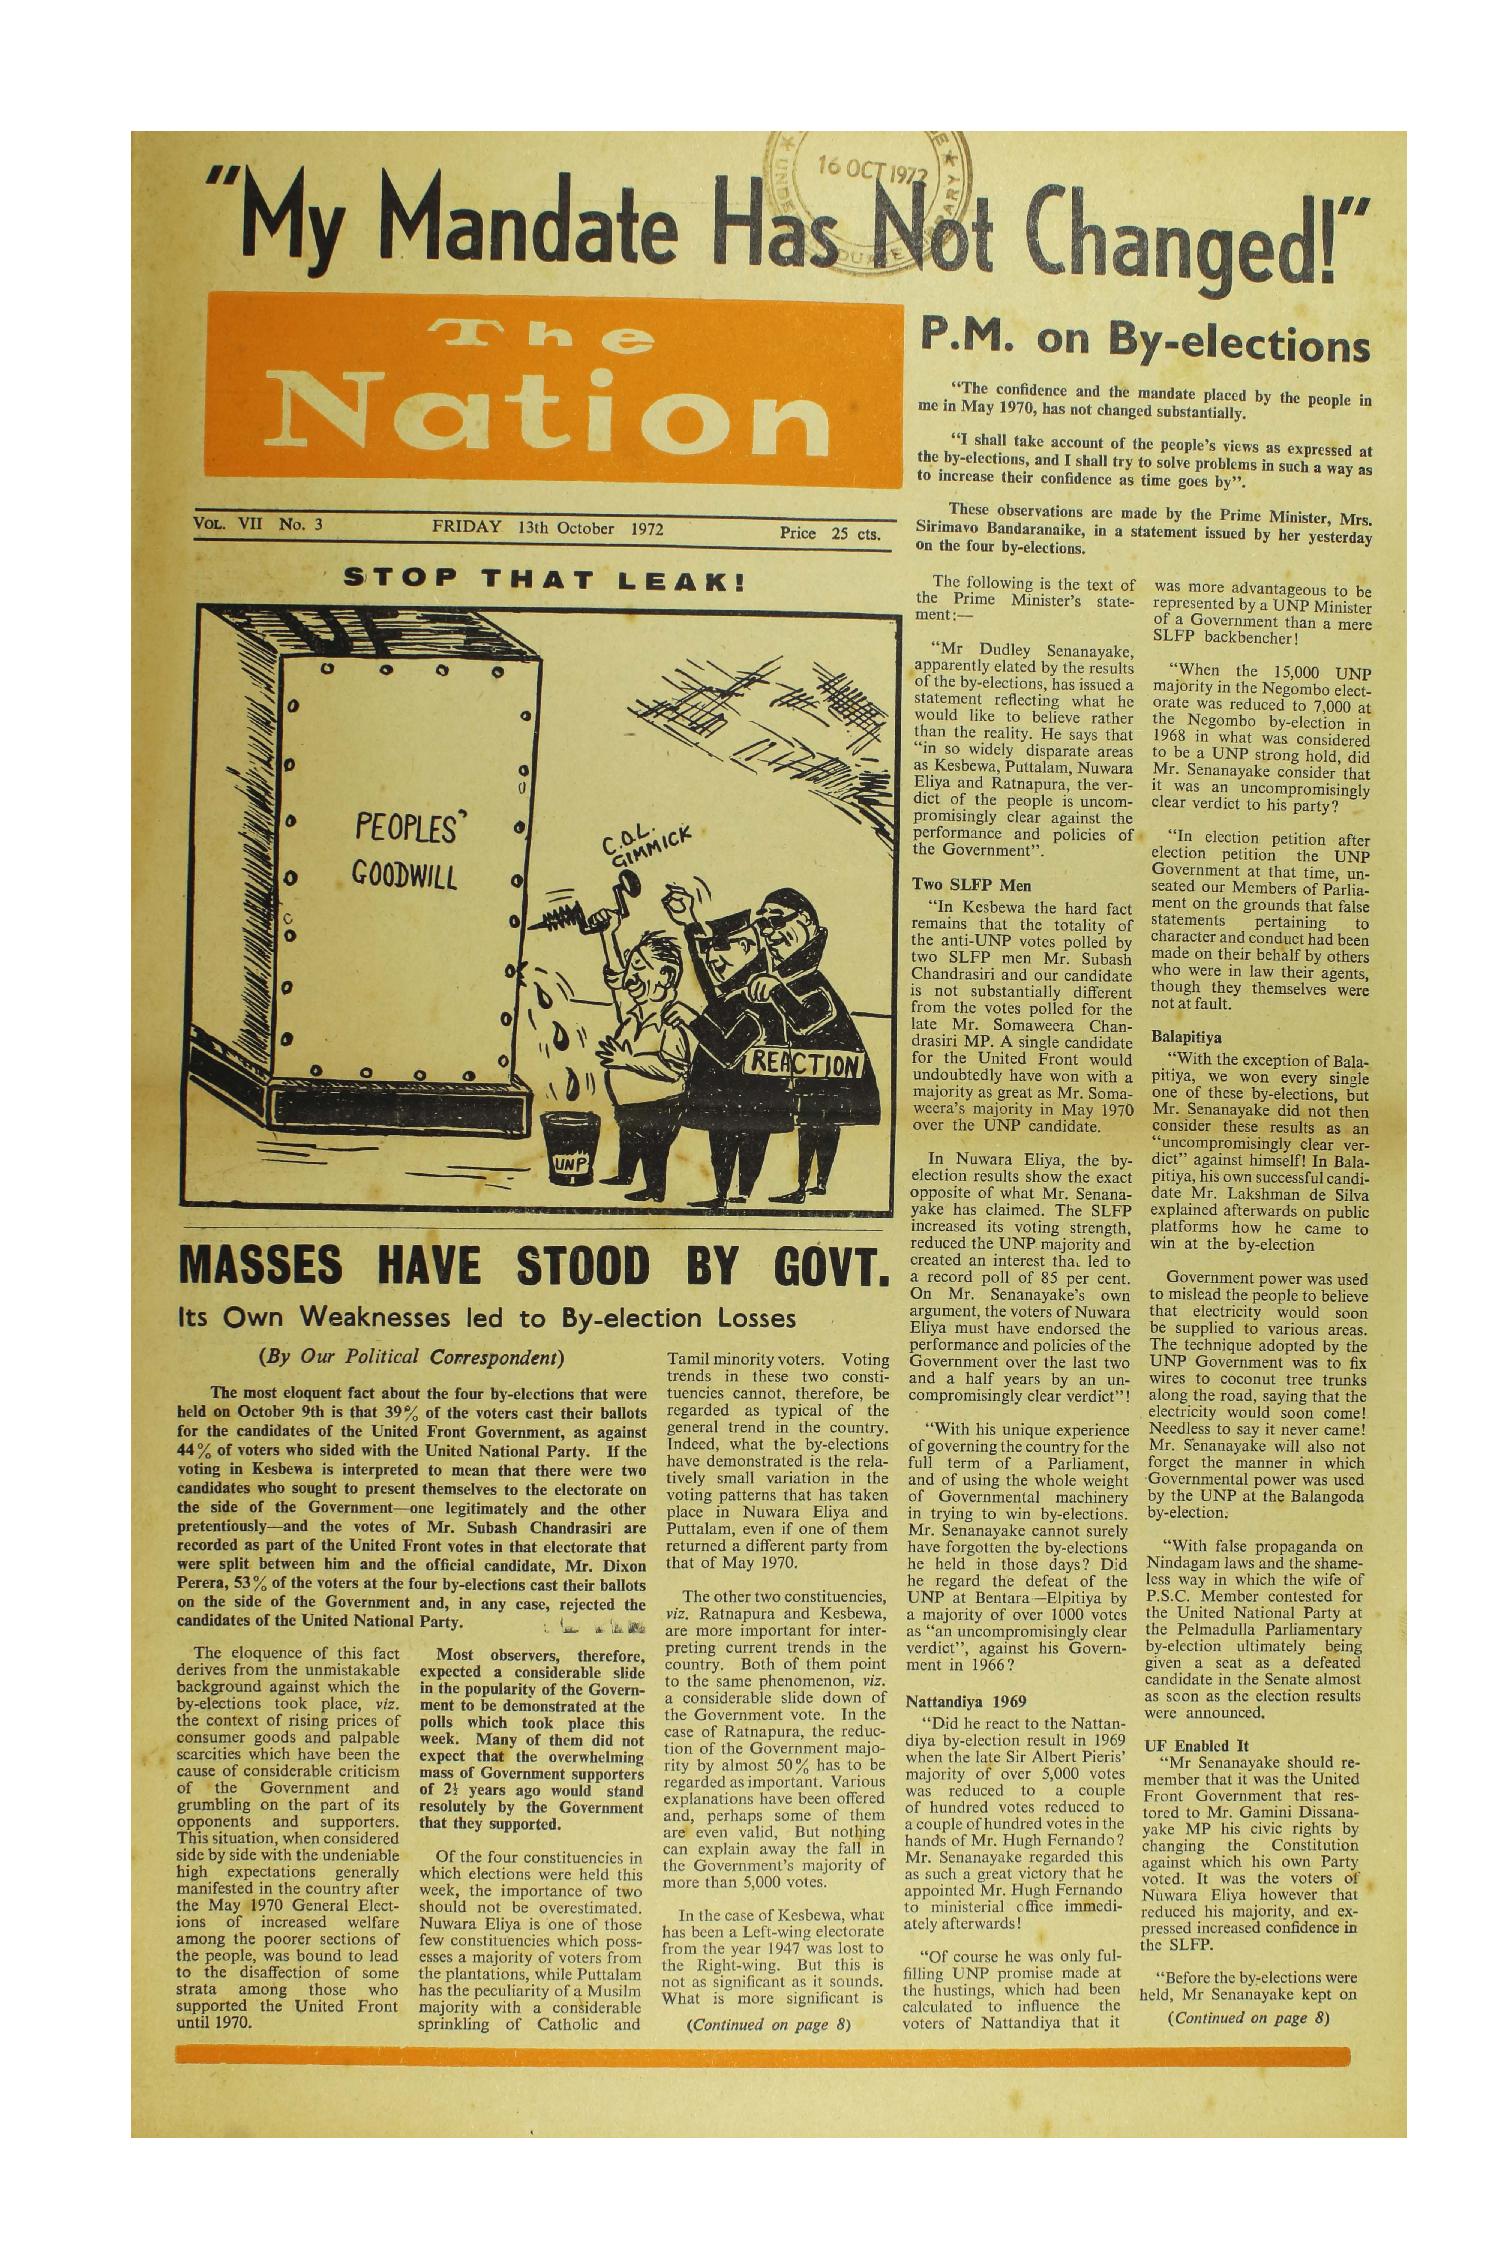 16 OCT 1972
"My Mandate Has Not Changed!"
The
Nation
VOL. VII No. 3 FRIDAY 13th October 1972 Price 25 cts.
STOP THAT LEAK!
UF
PEOPLES'
GOODWILL
C.O.L.
GIMMICK
REACTION
UNP
MASSES HAVE STOOD BY GOVT.
Its Own Weaknesses led to By-election Losses
(By Our Political Correspondent)
The most eloquent fact about the four by-elections that were
held on October 9th is that 39% of the voters cast their ballots
for the candidates of the United Front Government, as against
44% of voters who sided with the United National Party. If the
voting in Kesbewa is interpreted to mean that there were two
candidates who sought to present themselves to the electorate on
the side of the Government—one legitimately and the other
pretentiously—and the votes of Mr. Subash Chandrasiri are
recorded as part of the United Front votes in that electorate that
were split between him and the official candidate, Mr. Dixon
Perera, 53% of the voters at the four by-elections cast their ballots
on the side of the Government and, in any case, rejected the
candidates of the United National Party.
The eloquence of this fact
derives from the unmistakable
background against which the
by-elections took place, viz.
the context of rising prices of
consumer goods and palpable
scarcities which have been the
cause of considerable criticism
of the Government and
grumbling on the part of its
opponents and supporters.
This situation, when considered
side by side with the undeniable
high expectations generally
manifested in the country after
the May 1970 General Elect-
ions of increased welfare
among the poorer sections of
the people, was bound to lead
to the disaffection of some
strata among those who
supported the United Front
until 1970.
Most observers, therefore,
expected a considerable slide
in the popularity of the Govern-
ment to be demonstrated at the
polls which took place this
week. Many of them did not
expect that the overwhelming
mass of Government supporters
of 2½ years ago would stand
resolutely by the Government
that they supported.
Of the four constituencies in
which elections were held this
week, the importance of two
should not be overestimated.
Nuwara Eliya is one of those
few constituencies which poss-
esses a majority of voters from
the plantations, while Puttalam
has the peculiarity of a Musilm
majority with a considerable
sprinkling of Catholic and
Tamil minority voters. Voting
trends in these two consti-
tuencies cannot, therefore, be
regarded as typical of the
general trend in the country.
Indeed, what the by-elections
have demonstrated is the rela-
tively small variation in the
voting patterns that has taken
place in Nuwara Eliya and
Puttalam, even if one of them
returned a different party from
that of May 1970.
The other two constituencies,
viz. Ratnapura and Kesbewa,
are more important for inter-
preting current trends in the
country. Both of them point
to the same phenomenon, viz.
a considerable slide down of
the Government vote. In the
case of Ratnapura, the reduc-
tion of the Government majo-
rity by almost 50% has to be
regarded as important. Various
explanations have been offered
and, perhaps some of them
are even valid, But nothing
can explain away the fall in
the Government's majority of
more than 5,000 votes.
In the case of Kesbewa, what
has been a Left-wing electorate
from the year 1947 was lost to
the Right-wing. But this is
not as significant as it sounds.
What is more significant is
(Continued on page 8)
P.M. on By-elections
"The confidence and the mandate placed by the people in
me in May 1970, has not changed substantially.
"I shall take account of the people's views as expressed at
the by-elections, and I shall try to solve problems in such a way as
to increase their confidence as time goes by".
These observations are made by the Prime Minister, Mrs.
Sirimavo Bandaranaike, in a statement issued by her yesterday
on the four by-elections.
The following is the text of
the Prime Minister's state-
ment:—
"Mr Dudley Senanayake,
apparently elated by the results
of the by-elections, has issued a
statement reflecting what he
would like to believe rather
than the reality. He says that
"in so widely disparate areas
as Kesbewa, Puttalam, Nuwara
Eliya and Ratnapura, the ver-
dict of the people is uncom-
promisingly clear against the
performance and policies of
the Government".
Two SLFP Men
"In Kesbewa the hard fact
remains that the totality of
the anti-UNP votes polled by
two SLFP men Mr. Subash
Chandrasiri and our candidate
is not substantially different
from the votes polled for the
late Mr. Somaweera Chan-
drasiri MP. A single candidate
for the United Front would
undoubtedly have won with a
majority as great as Mr. Soma-
weera's majority in May 1970
over the UNP candidate.
In Nuwara Eliya, the by-
election results show the exact
opposite of what Mr. Senana-
yake has claimed. The SLFP
increased its voting strength,
reduced the UNP majority and
created an interest that led to
a record poll of 85 per cent.
On Mr. Senanayake's own
argument, the voters of Nuwara
Eliya must have endorsed the
performance and policies of the
Government over the last two
and a half years by an un-
compromisingly clear verdict"!
"With his unique experience
of governing the country for the
full term of a Parliament,
and of using the whole weight
of Governmental machinery
in trying to win by-elections.
Mr. Senanayake cannot surely
have forgotten the by-elections
he held in those days? Did
he regard the defeat of the
UNP at Bentara—Elpitiya by
a majority of over 1000 votes
as "an uncompromisingly clear
verdict", against his Govern-
ment in 1966?
Nattandiya 1969
"Did he react to the Nattan-
diya by-election result in 1969
when the late Sir Albert Pieris'
majority of over 5,000 votes
was reduced to a couple
of hundred votes reduced to
a couple of hundred votes in the
hands of Mr. Hugh Fernando?
Mr. Senanayake regarded this
as such a great victory that he
appointed Mr. Hugh Fernando
to ministerial office immedi-
ately afterwards!
"Of course he was only ful-
filling UNP promise made at
the hustings, which had been
calculated to influence the
voters of Nattandiya that it
was more advantageous to be
represented by a UNP Minister
of a Government than a mere
SLFP backbencher!
"When the 15,000 UNP
majority in the Negombo elect-
orate was reduced to 7,000 at
the Negombo by-election in
1968 in what was considered
to be a UNP strong hold, did
Mr. Senanayake consider that
it was an uncompromisingly
clear verdict to his party?
"In election petition after
election petition the UNP
Government at that time, un-
seated our Members of Parlia-
ment on the grounds that false
statements pertaining to
character and conduct had been
made on their behalf by others
who were in law their agents,
though they themselves were
not at fault.
Balapitiya
"With the exception of Bala-
pitiya, we won every single
one of these by-elections, but
Mr. Senanayake did not then
consider these results as an
"uncompromisingly clear ver-
dict" against himself! In Bala-
pitiya, his own successful candi-
date Mr. Lakshman de Silva
explained afterwards on public
platforms how he came to
win at the by-election
Government power was used
to mislead the people to believe
that electricity would soon
be supplied to various areas.
The technique adopted by the
UNP Government was to fix
wires to coconut tree trunks
along the road, saying that the
electricity would soon come!
Needless to say it never came!
Mr. Senanayake will also not
forget the manner in which
Governmental power was used
by the UNP at the Balangoda
by-election.
"With false propaganda on
Nindagam laws and the shame-
less way in which the wife of
P.S.C. Member contested for
the United National Party at
the Pelmadulla Parliamentary
by-election ultimately being
given a seat as a defeated
candidate in the Senate almost
as soon as the election results
were announced.
UF Enabled It
"Mr Senanayake should re-
member that it was the United
Front Government that res-
tored to Mr. Gamini Dissana-
yake MP his civic rights by
changing the Constitution
against which his own Party
voted. It was the voters of
Nuwara Eliya however that
reduced his majority, and ex-
pressed increased confidence in
the SLFP.
"Before the by-elections were
held, Mr Senanayake kept on
(Continued on page 8)